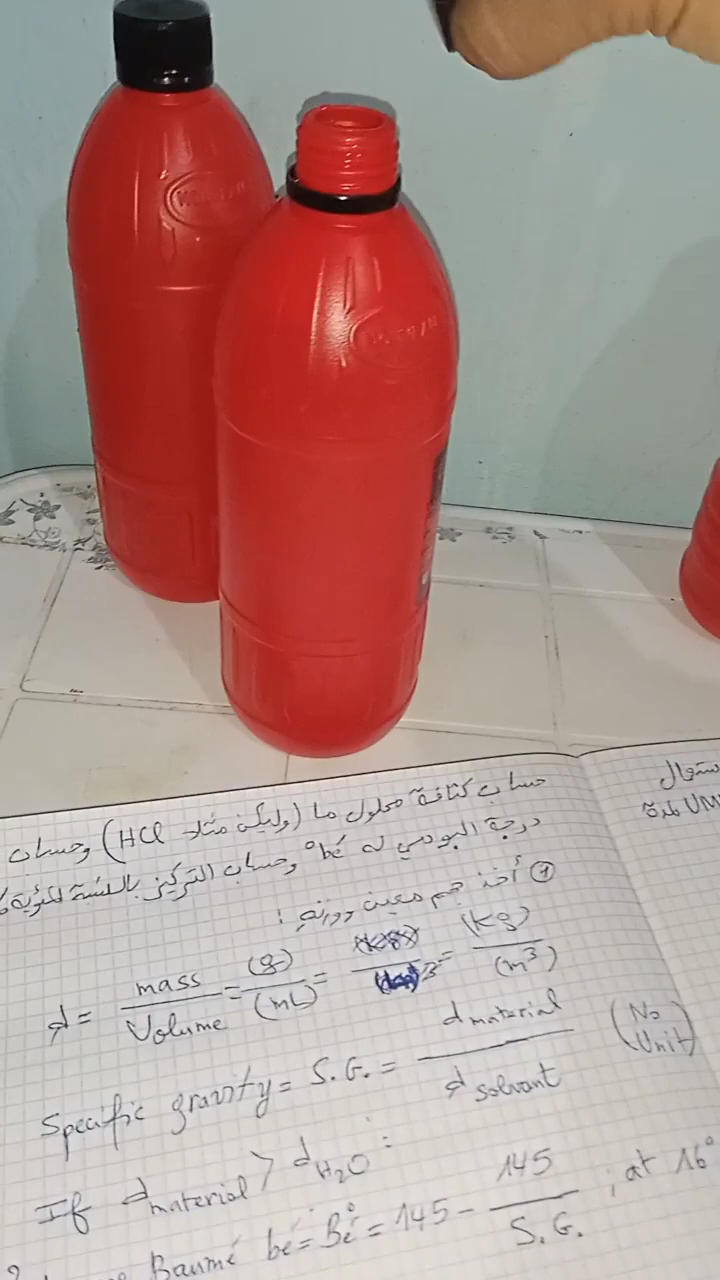 حساب كثافة محلول ما (وليكن مثلا HCl) وحساب
درجة البومي له bé° وحساب التركيز بالنسبة المئوية
① أخذ حجم معين ووزنه :
d = mass / Volume = (g) / (mL) = = (Kg) / (m³)
Specific gravity = S.G. = d material / d solvent (No Unit)
If d material > d H₂O :
Baumé bé = Bé° = 145 - 145 / S.G. ; at 16°